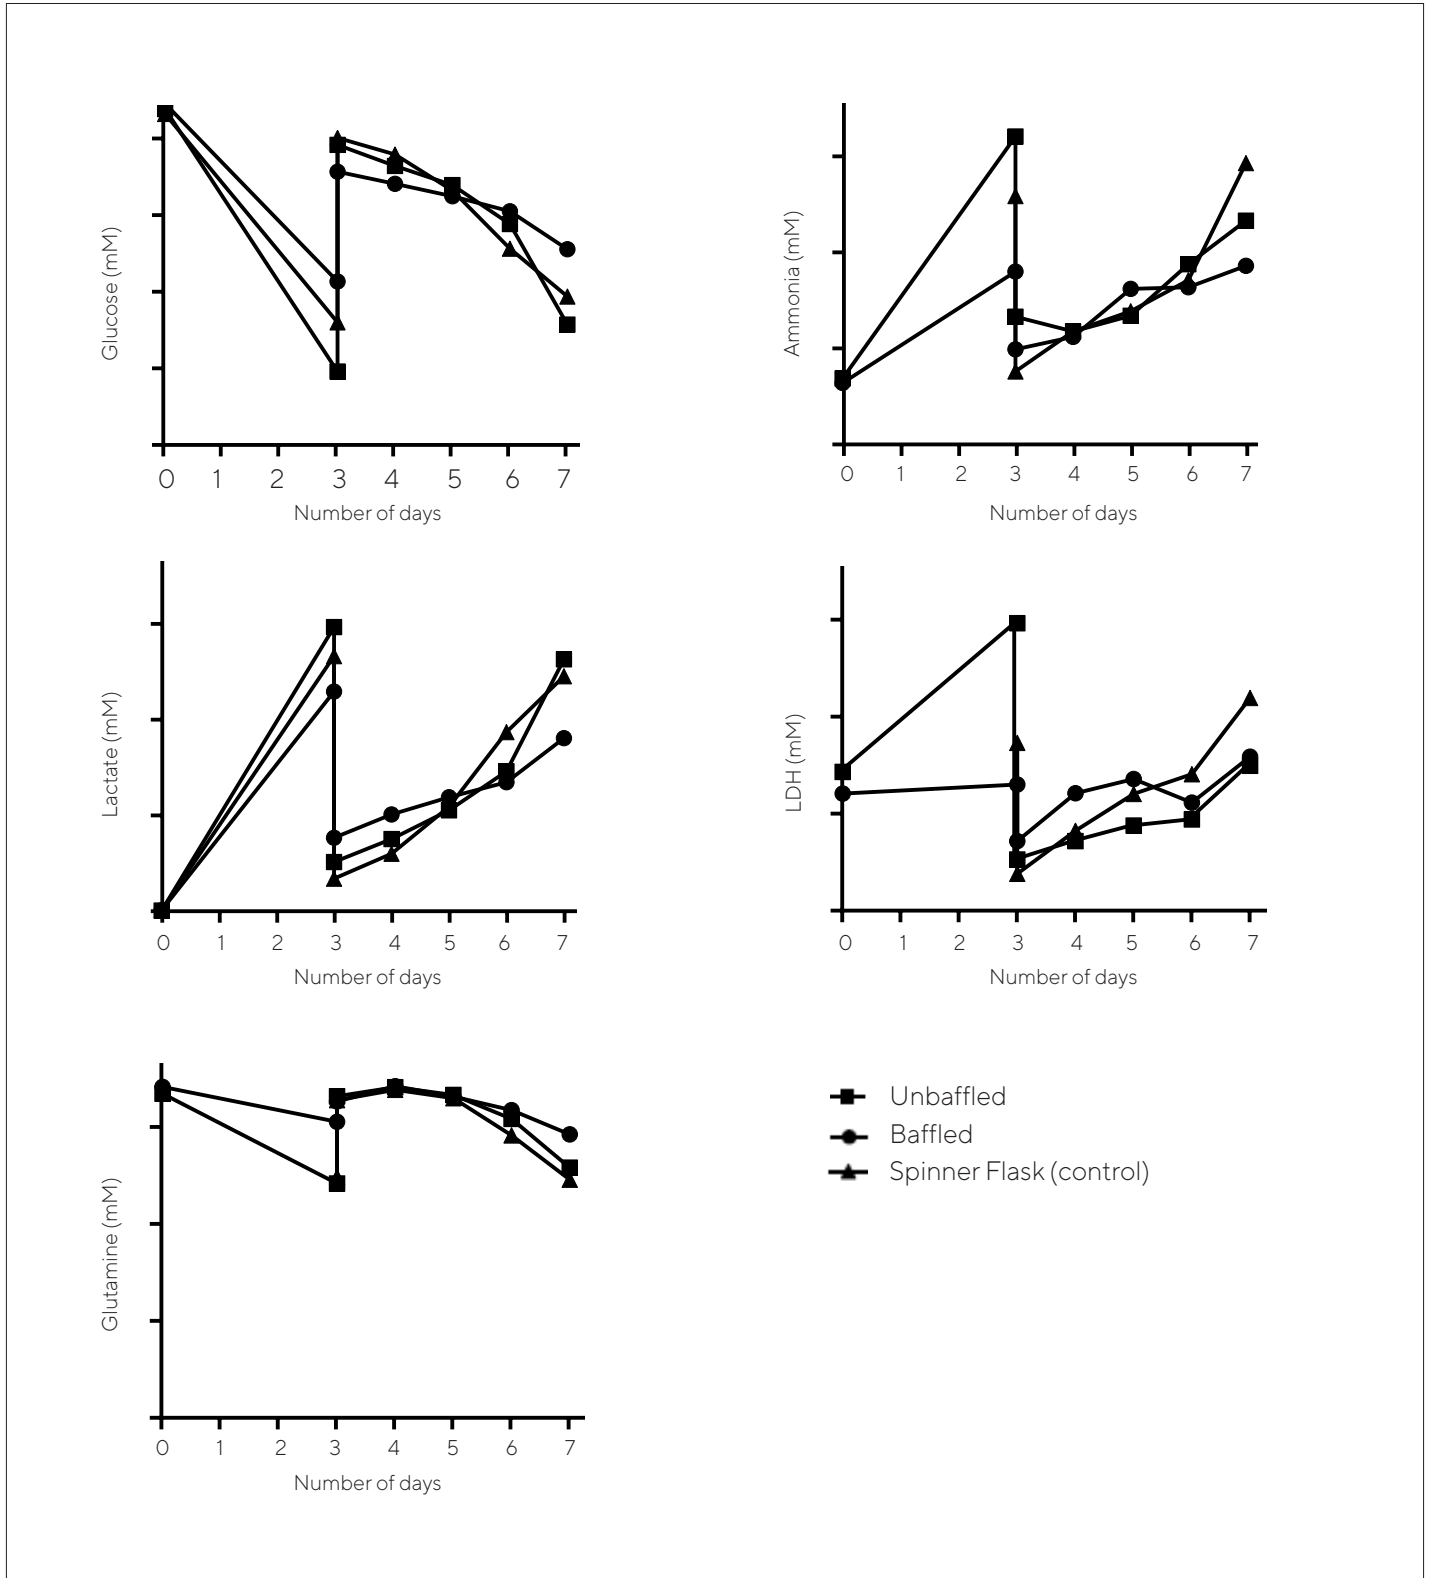 Glucose (mM)
0 1 2 3 4 5 6 7
Number of days
Ammonia (mM)
0 1 2 3 4 5 6 7
Number of days
Lactate (mM)
0 1 2 3 4 5 6 7
Number of days
LDH (mM)
0 1 2 3 4 5 6 7
Number of days
Glutamine (mM)
0 1 2 3 4 5 6 7
Number of days
Unbaffled
Baffled
Spinner Flask (control)